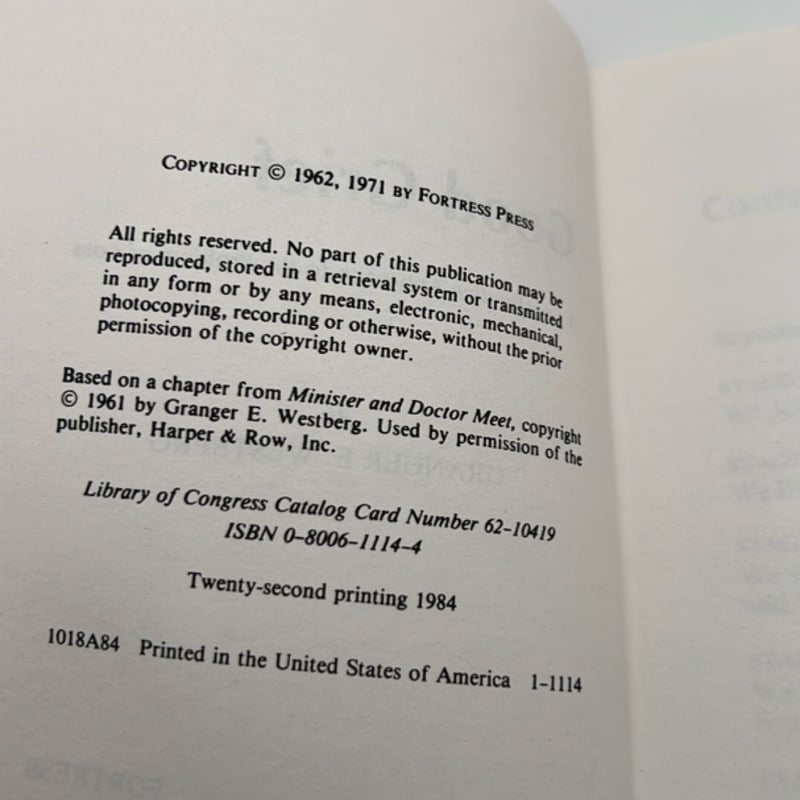 COPYRIGHT © 1962, 1971 BY FORTRESS PRESS
All rights reserved. No part of this publication may be
reproduced, stored in a retrieval system or transmitted
in any form or by any means, electronic, mechanical,
photocopying, recording or otherwise, without the prior
permission of the copyright owner.
Based on a chapter from Minister and Doctor Meet, copyright
© 1961 by Granger E. Westberg. Used by permission of the
publisher, Harper & Row, Inc.
Library of Congress Catalog Card Number 62-10419
ISBN 0-8006-1114-4
Twenty-second printing 1984
1018A84 Printed in the United States of America 1-1114